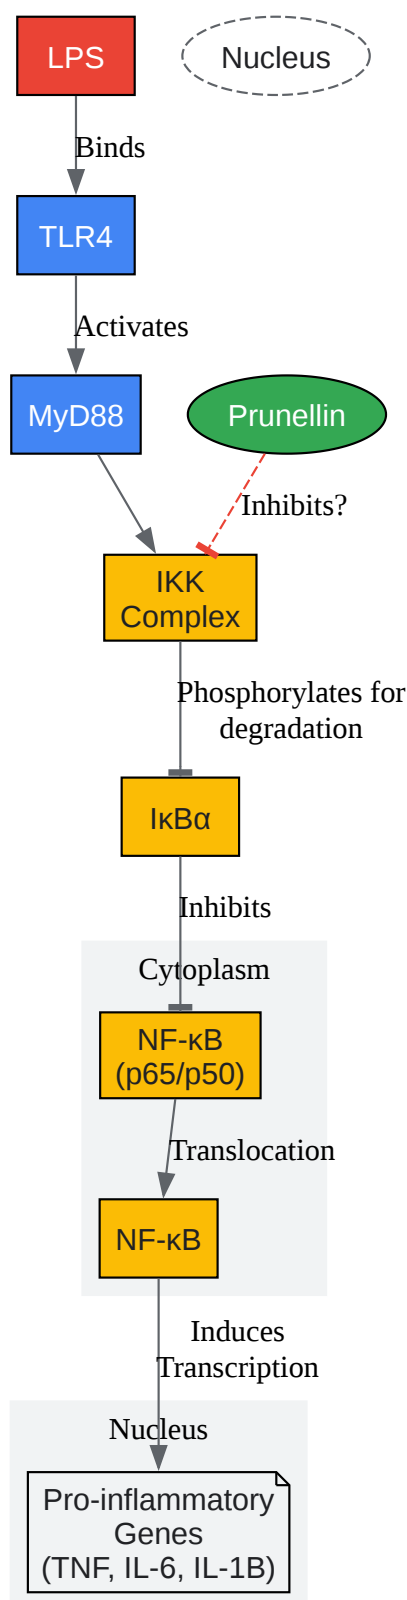 LPS
Nucleus
Binds
TLR4
Activates
MyD88
Prunellin
Inhibits?
IKK
Complex
Phosphorylates for
degradation
IκBα
Inhibits
Cytoplasm
NF-κB
(p65/p50)
Translocation
NF-κB
Induces
Transcription
Nucleus
Pro-inflammatory
Genes
(TNF, IL-6, IL-1B)